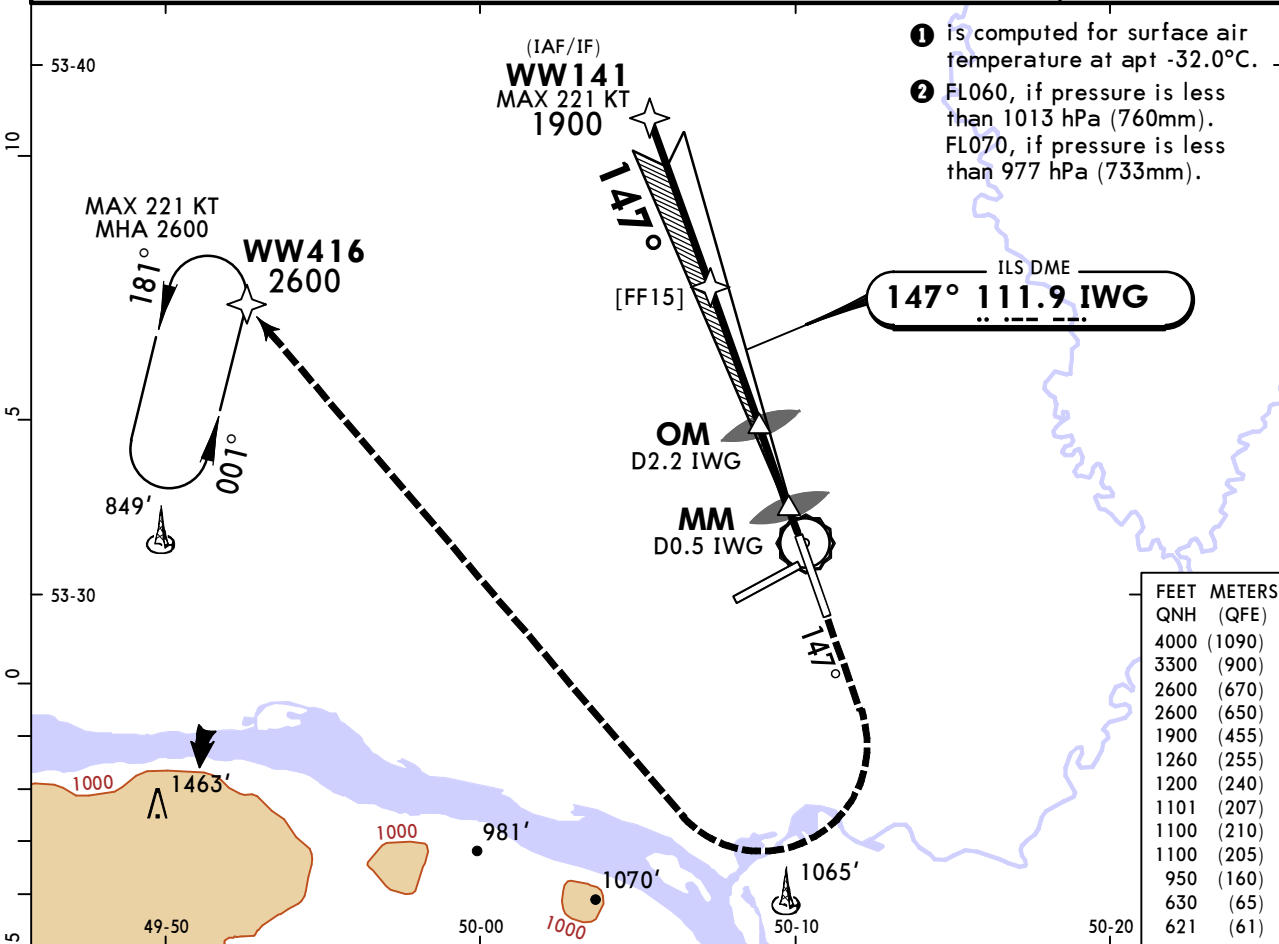 ❶ is computed for surface air
temperature at apt -32.0°C.
❷ FL060, if pressure is less
than 1013 hPa (760mm).
FL070, if pressure is less
than 977 hPa (733mm).
53-40
(IAF/IF)
WW141
MAX 221 KT
1900
10
147°
MAX 221 KT
MHA 2600
181°
WW416
2600
[FF15]
ILS DME
147° 111.9 IWG
5
OM
D2.2 IWG
001°
849'
MM
D0.5 IWG
53-30
147°
0
FEET METERS
QNH (QFE)
4000 (1090)
3300 (900)
2600 (670)
2600 (650)
1900 (455)
1260 (255)
1200 (240)
1101 (207)
1100 (210)
1100 (205)
950 (160)
630 (65)
621 (61)
1000
1463'
1000
981'
1070'
1065'
1000
5
49-50
50-00
50-10
50-20